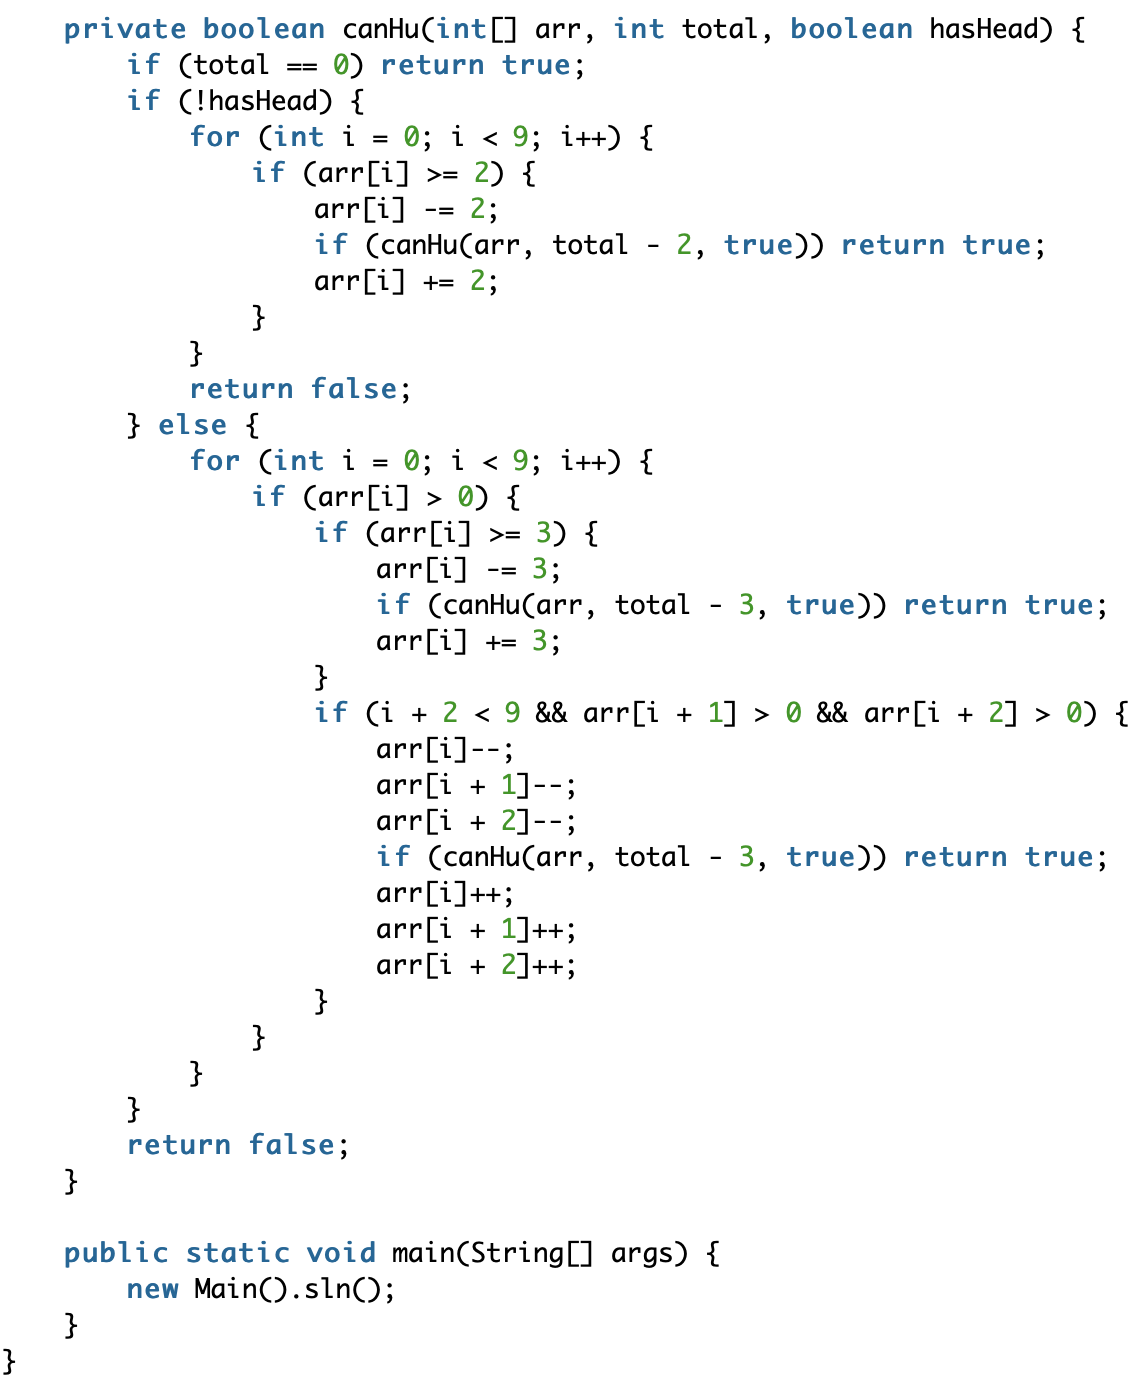 private boolean canHu(int[] arr, int total, boolean hasHead) {
        if (total == 0) return true;
        if (!hasHead) {
            for (int i = 0; i < 9; i++) {
                if (arr[i] >= 2) {
                    arr[i] -= 2;
                    if (canHu(arr, total - 2, true)) return true;
                    arr[i] += 2;
                }
            }
            return false;
        } else {
            for (int i = 0; i < 9; i++) {
                if (arr[i] > 0) {
                    if (arr[i] >= 3) {
                        arr[i] -= 3;
                        if (canHu(arr, total - 3, true)) return true;
                        arr[i] += 3;
                    }
                    if (i + 2 < 9 && arr[i + 1] > 0 && arr[i + 2] > 0) {
                        arr[i]--;
                        arr[i + 1]--;
                        arr[i + 2]--;
                        if (canHu(arr, total - 3, true)) return true;
                        arr[i]++;
                        arr[i + 1]++;
                        arr[i + 2]++;
                    }
                }
            }
        }
        return false;
    }

    public static void main(String[] args) {
        new Main().sln();
    }
}